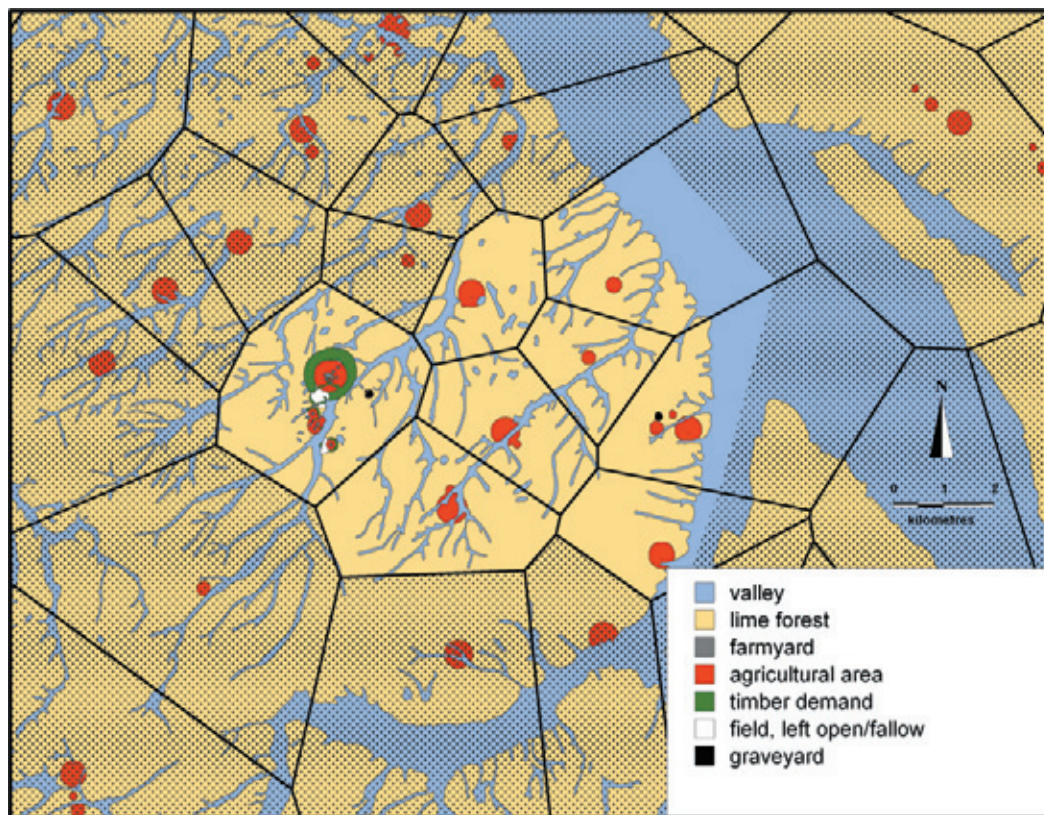 N
0 1 2
kilometres
valley
lime forest
farmyard
agricultural area
timber demand
field, left open/fallow
graveyard